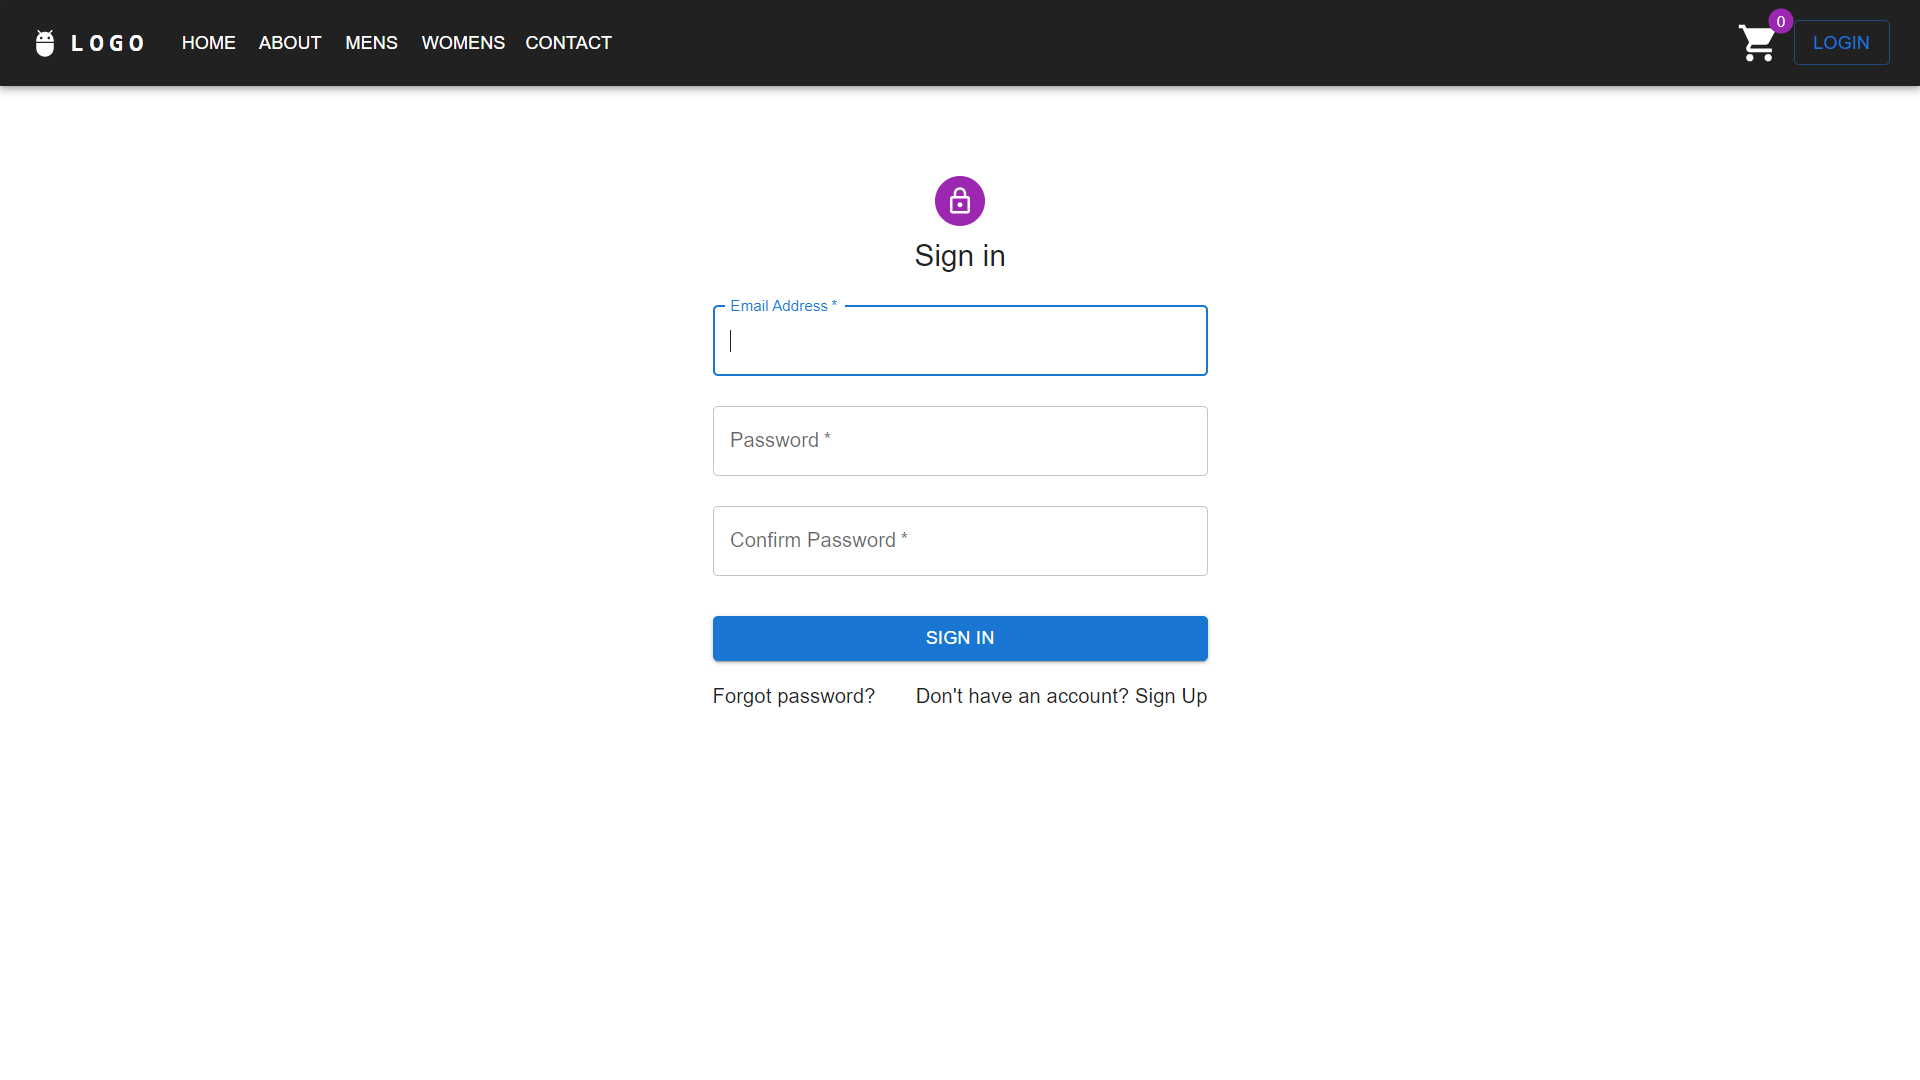 LOGO HOME ABOUT MENS WOMENS CONTACT 0 LOGIN
Sign in
Email Address *
Password *
Confirm Password *
SIGN IN
Forgot password? Don't have an account? Sign Up